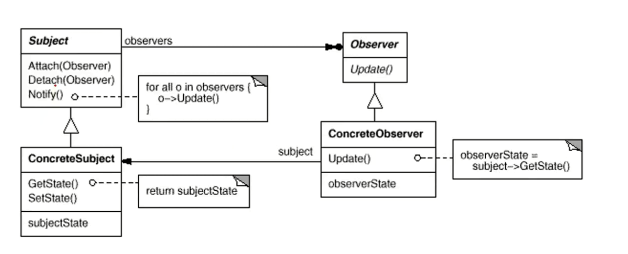 Subject
observers
Observer
Attach(Observer)
Detach(Observer)
Notify()
for all o in observers {
o->Update()
}
Update()
ConcreteSubject
subject
ConcreteObserver
GetState()
SetState()
return subjectState
subjectState
Update()
observerState =
subject->GetState()
observerState